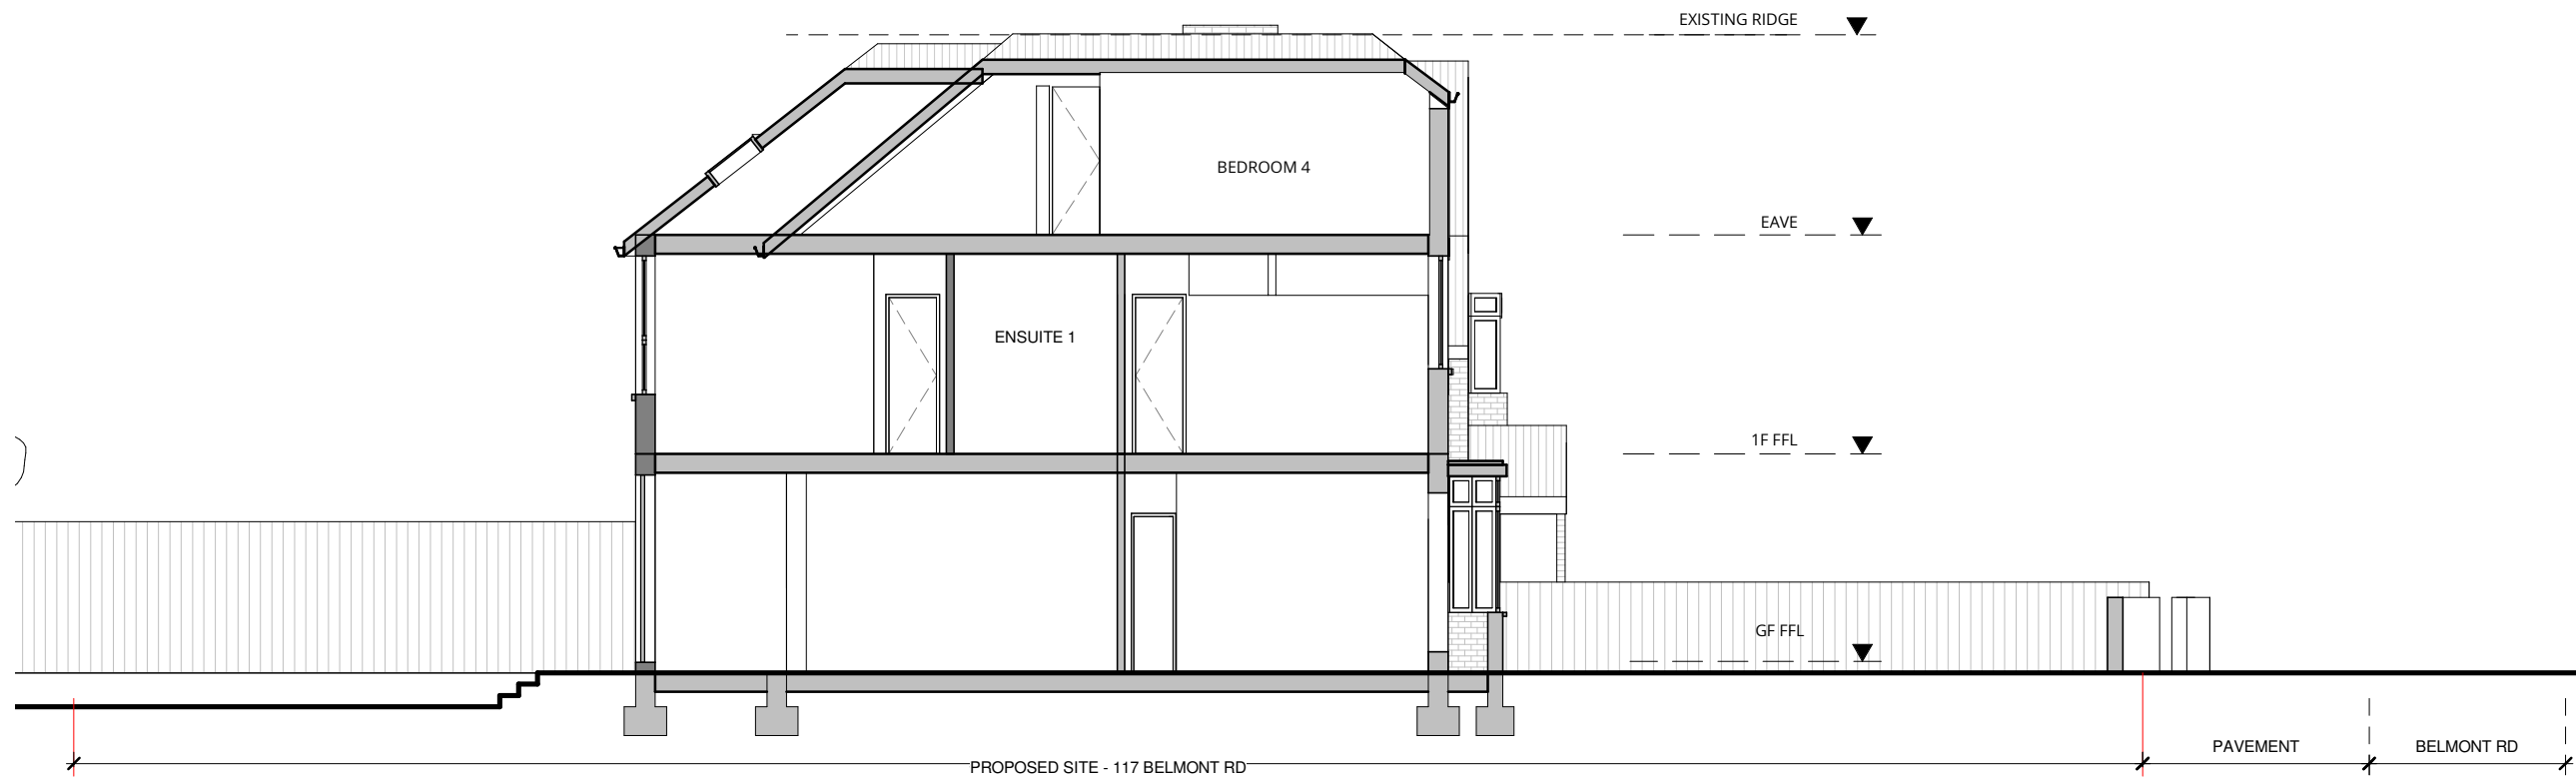 EXISTING RIDGE
BEDROOM 4
EAVE
ENSUITE 1
1F FFL
GF FFL
PAVEMENT
BELMONT RD
PROPOSED SITE - 117 BELMONT RD